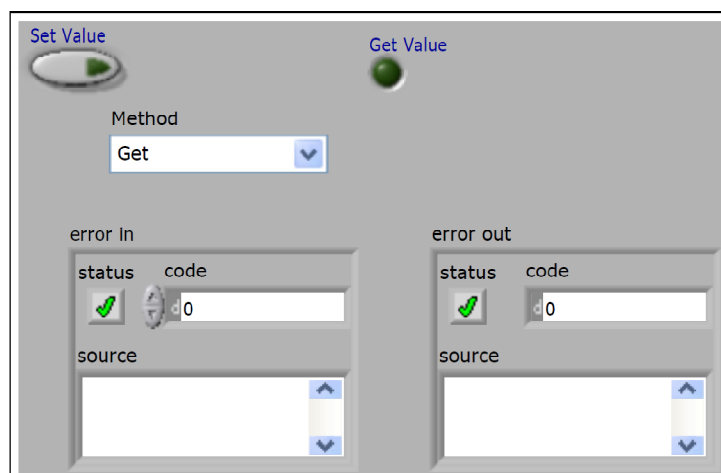 Set Value
Get Value
Method
Get
error in
error out
status code
status code
d 0
d 0
source
source